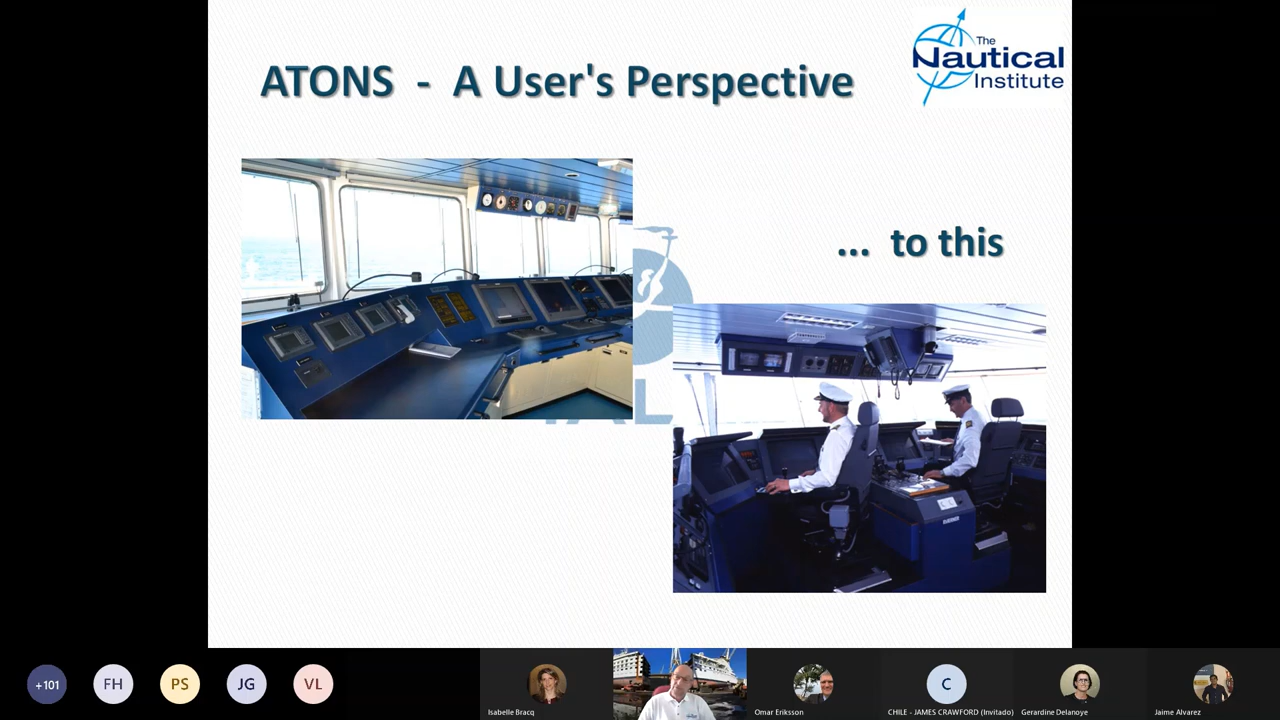 ATONS - A User's Perspective
The
Nautical
Institute
... to this
+101
FH
PS
JG
VL
C
Isabelle Bracq
Omar Eriksson
CHILE - JAMES CRAWFORD (Invitado)
Gerardine Delanoye
Jaime Alvarez